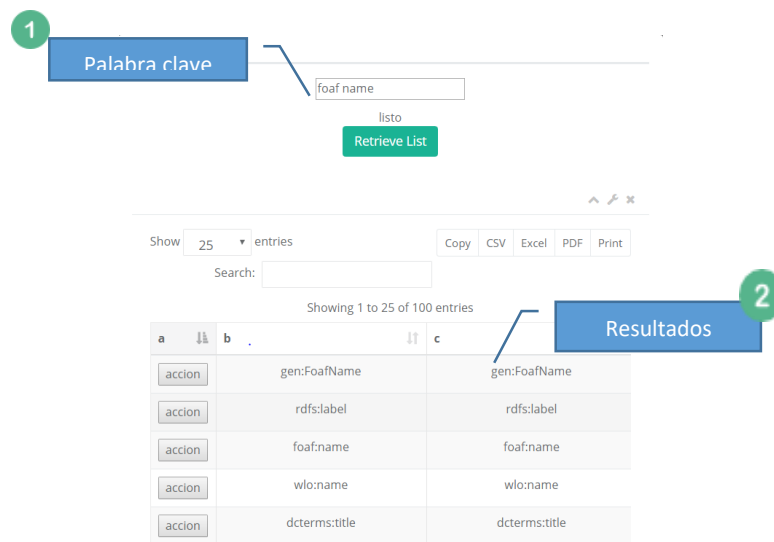 1
Palabra clave
foaf name
listo
Retrieve List
Show 25 entries
Copy CSV Excel PDF Print
Search:
Showing 1 to 25 of 100 entries
2
Resultados
a b c
accion gen:FoafName gen:FoafName
accion rdfs:label rdfs:label
accion foaf:name foaf:name
accion wlo:name wlo:name
accion dcterms:title dcterms:title